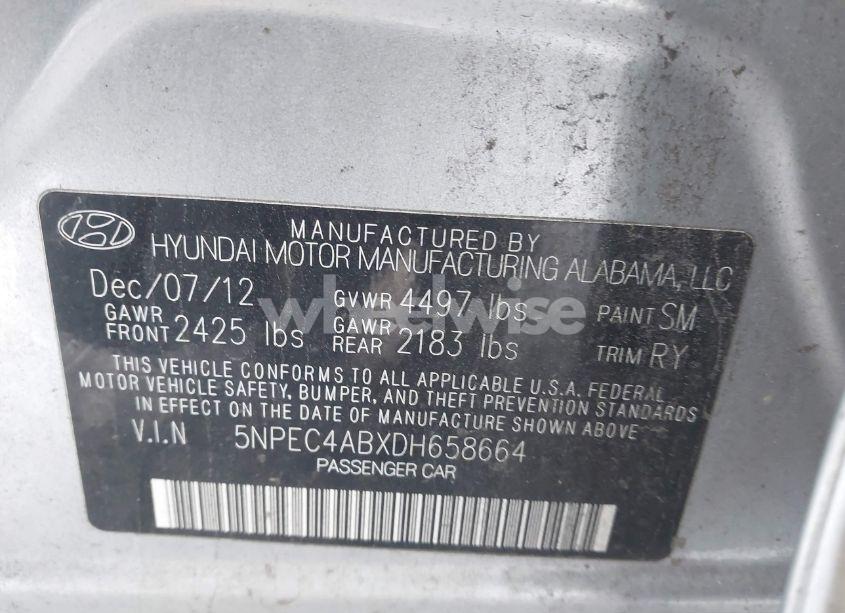 MANUFACTURED BY
HYUNDAI MOTOR MANUFACTURING ALABAMA, LLC
Dec/07/12 GVWR 4497 lbs PAINT SM
GAWR FRONT 2425 lbs GAWR REAR 2183 lbs TRIM RY
THIS VEHICLE CONFORMS TO ALL APPLICABLE U.S.A. FEDERAL
MOTOR VEHICLE SAFETY, BUMPER, AND THEFT PREVENTION STANDARDS
IN EFFECT ON THE DATE OF MANUFACTURE SHOWN ABOVE
V.I.N 5NPEC4ABXDH658664
PASSENGER CAR
wheelwise